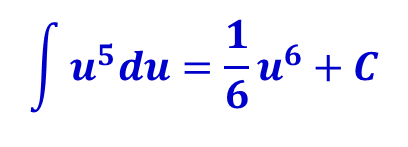 ∫ u⁵ du = 1/6 u⁶ + C